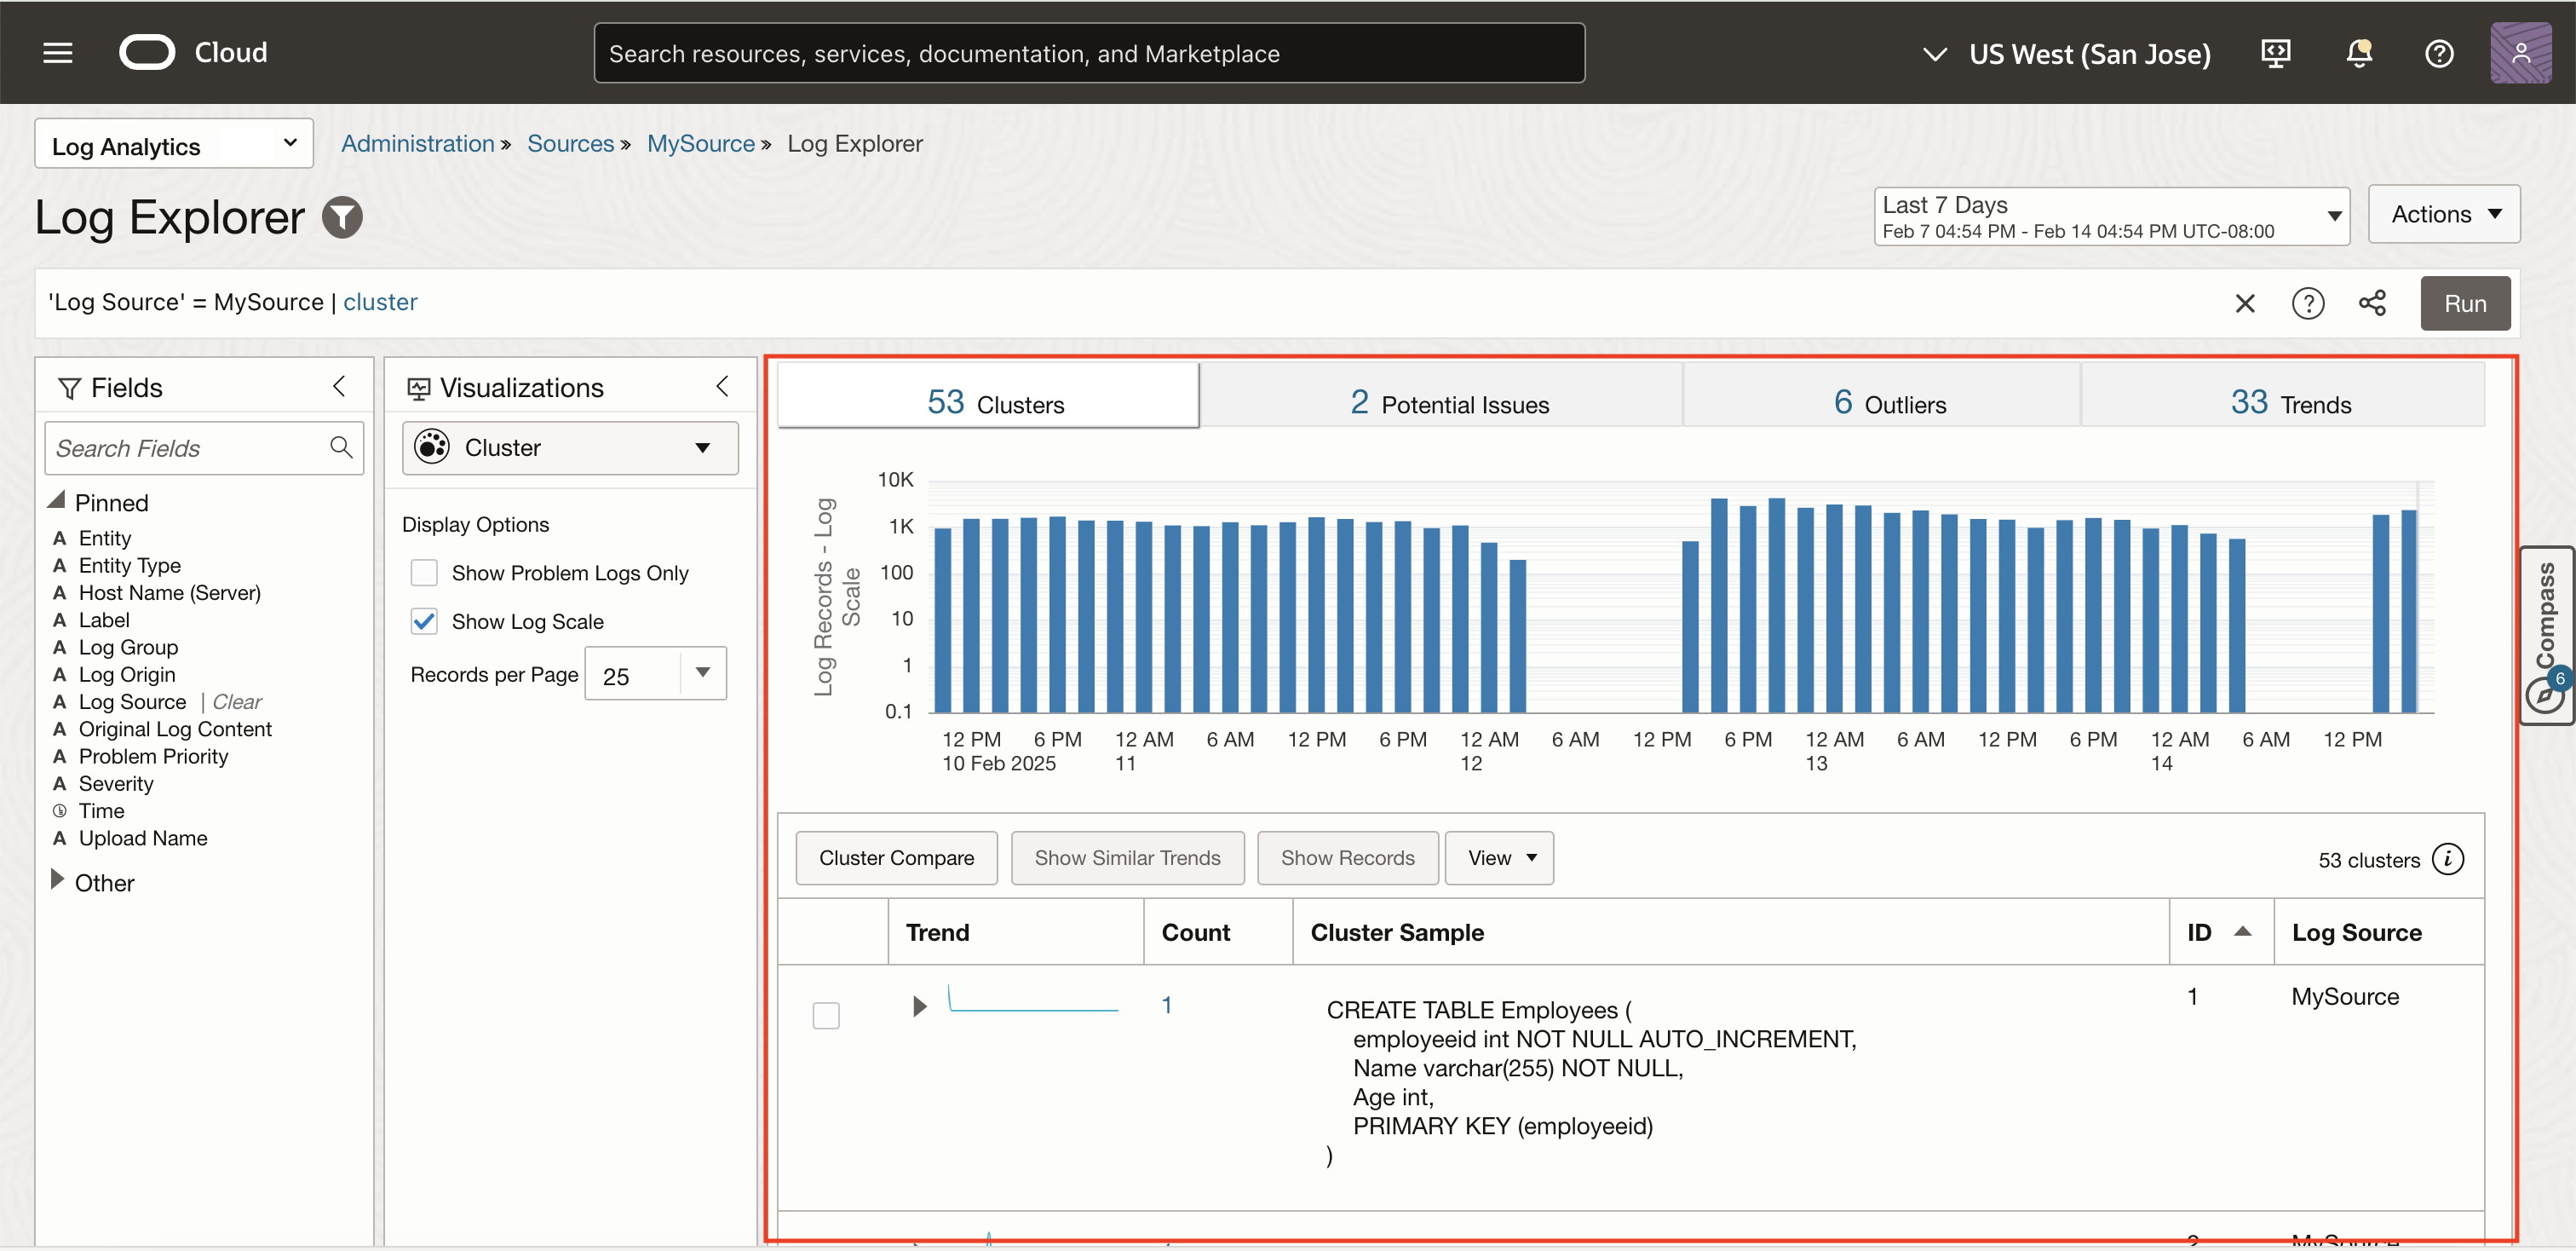 Cloud
Search resources, services, documentation, and Marketplace
US West (San Jose)
Log Analytics
Administration » Sources » MySource » Log Explorer
Log Explorer
Last 7 Days
Feb 7 04:54 PM - Feb 14 04:54 PM UTC-08:00
Actions
'Log Source' = MySource | cluster
Run
Fields
Search Fields
Pinned
A Entity
A Entity Type
A Host Name (Server)
A Label
A Log Group
A Log Origin
A Log Source | Clear
A Original Log Content
A Problem Priority
A Severity
Time
A Upload Name
Other
Visualizations
Cluster
Display Options
Show Problem Logs Only
Show Log Scale
Records per Page 25
53 Clusters
2 Potential Issues
6 Outliers
33 Trends
Log Records - Log
Scale
10K
1K
100
10
1
0.1
12 PM 6 PM 12 AM 6 AM 12 PM 6 PM 12 AM 6 AM 12 PM 6 PM 12 AM 6 AM 12 PM 6 PM 12 AM 6 AM 12 PM
10 Feb 2025 11 12 13 14
Cluster Compare
Show Similar Trends
Show Records
View
53 clusters
Trend Count Cluster Sample ID Log Source
1 CREATE TABLE Employees ( 1 MySource
employeeid int NOT NULL AUTO_INCREMENT,
Name varchar(255) NOT NULL,
Age int,
PRIMARY KEY (employeeid)
)
2 MySource
Compass
6